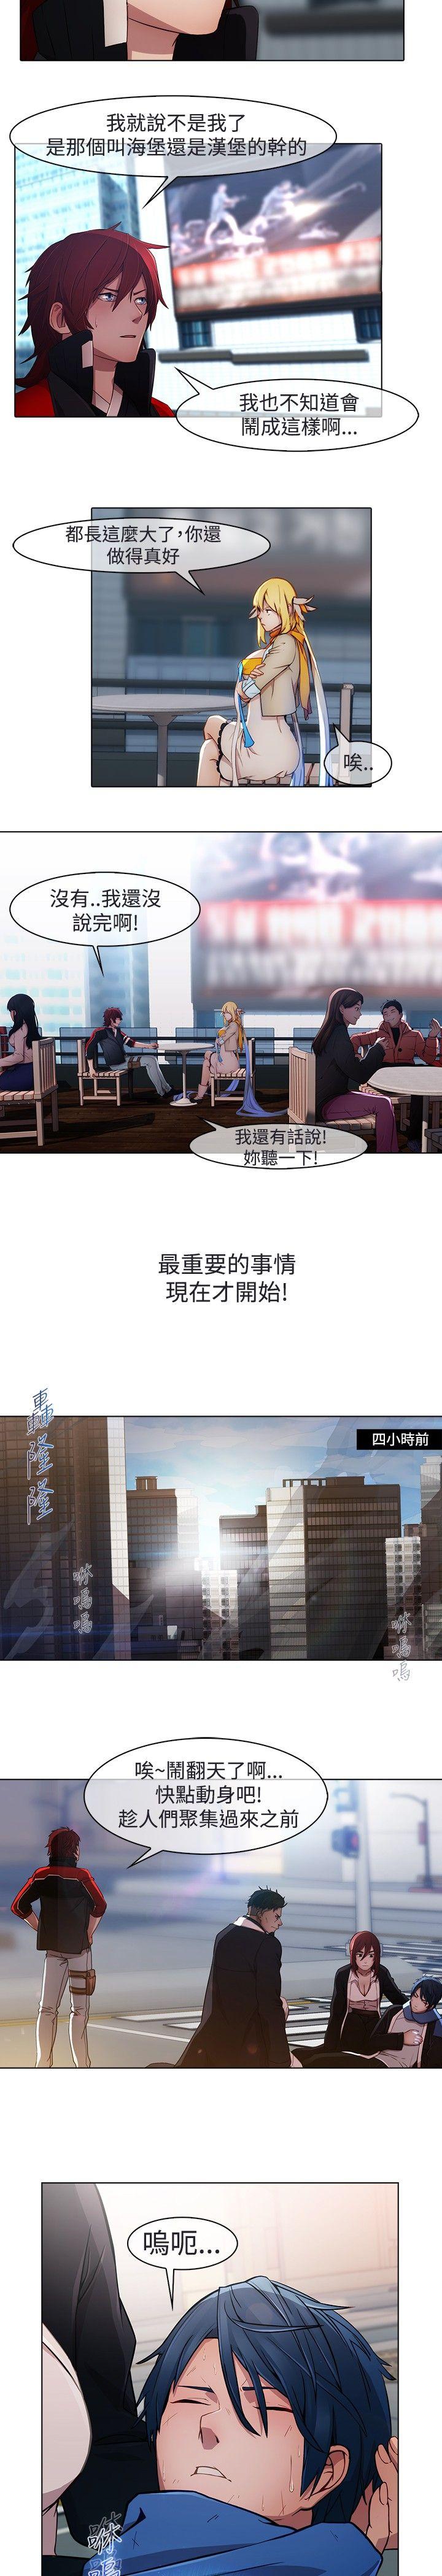 我就說不是我了
是那個叫海堡還是漢堡的幹的
我也不知道會
鬧成這樣啊...
都長這麼大了，你還
做得真好
唉..
沒有..我還沒
說完啊!
我還有話說!
妳聽一下!
最重要的事情
現在才開始!
四小時前
轟隆隆
咻嗚嗚
咻嗚嗚
唉~鬧翻天了啊...
快點動身吧!
趁人們聚集過來之前
嗚呃...
咻嗚